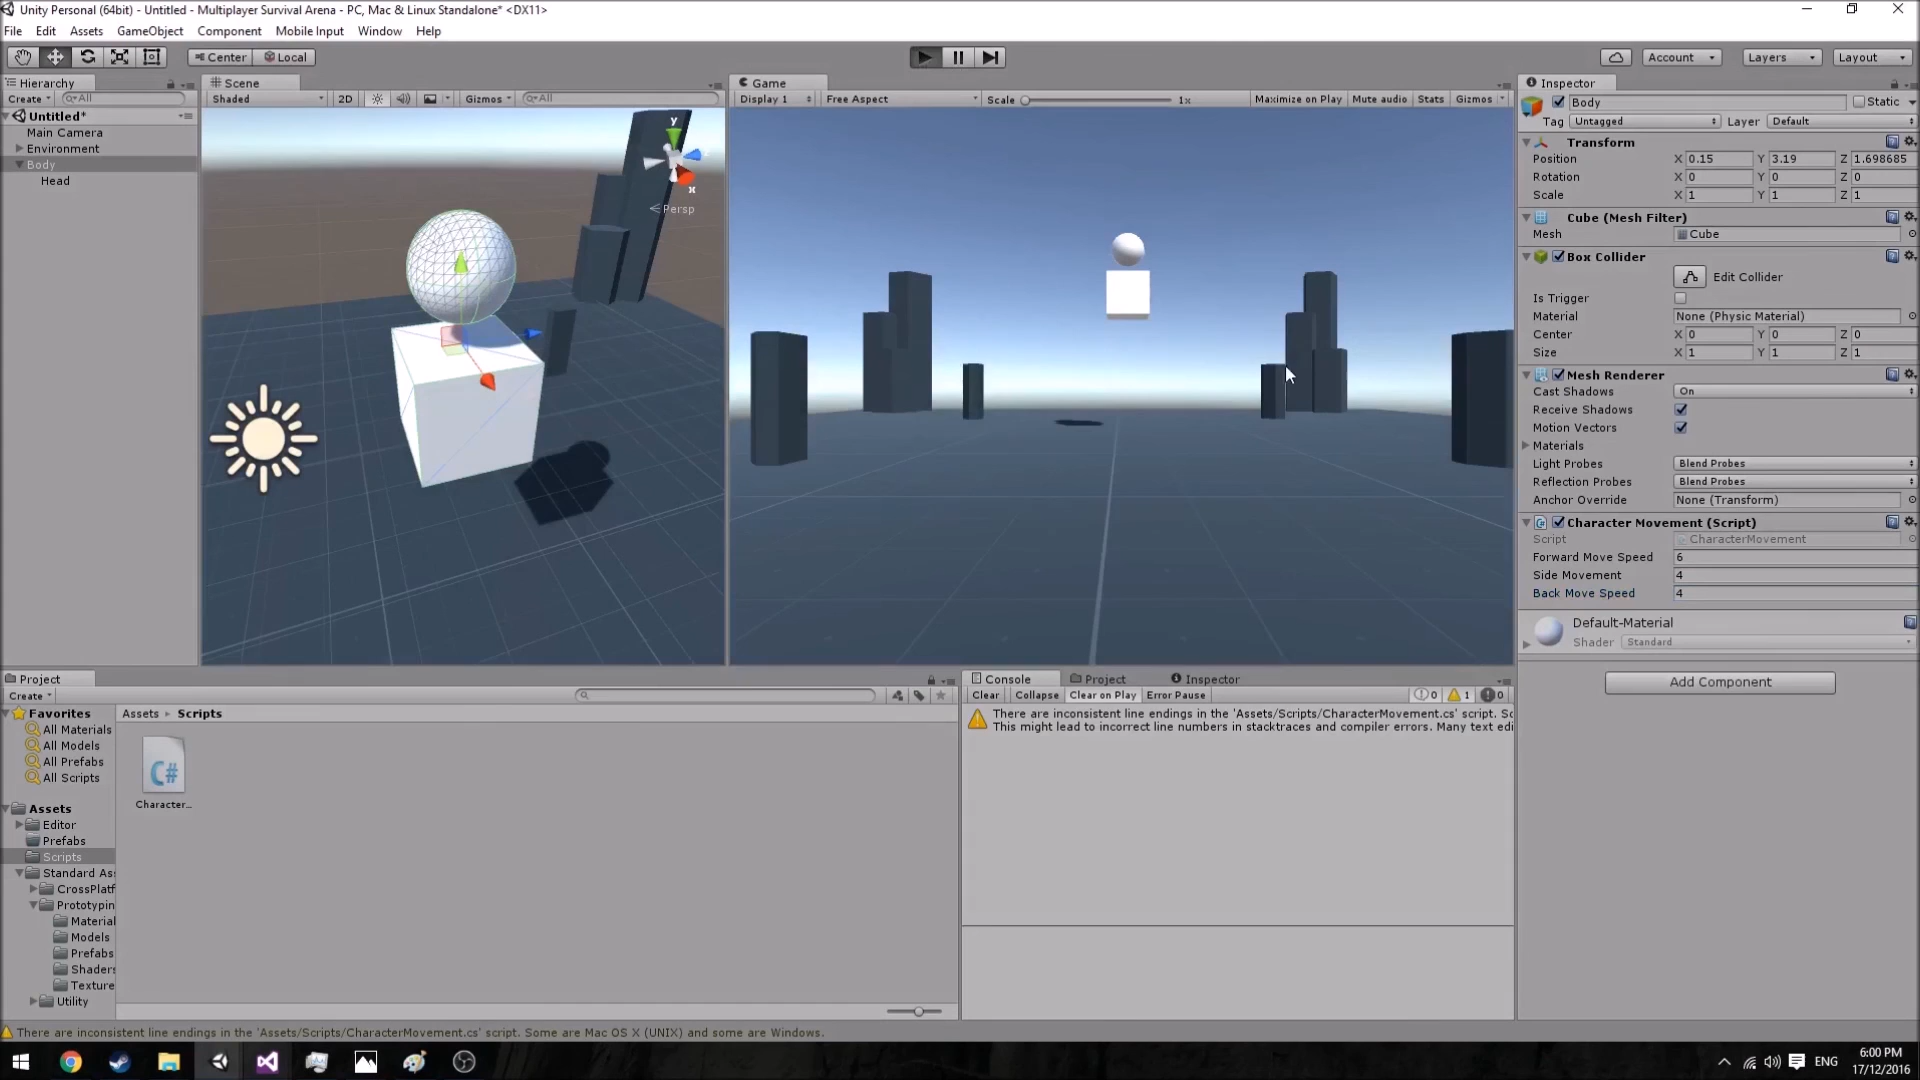 Unity Personal (64bit) - Untitled - Multiplayer Survival Arena - PC, Mac & Linux Standalone* <DX11>
File Edit Assets GameObject Component Mobile Input Window Help
Center Local Account Layers Layout
Hierarchy
Create All
Untitled*
Main Camera
Environment
Body
Head
Scene
Shaded 2D Gizmos All
y
x
Persp
Game
Display 1 Free Aspect Scale 1x Maximize on Play Mute audio Stats Gizmos
Inspector
Body Static
Tag Untagged Layer Default
Transform
Position X 0.15 Y 3.19 Z 1.698685
Rotation X 0 Y 0 Z 0
Scale X 1 Y 1 Z 1
Cube (Mesh Filter)
Mesh Cube
Box Collider
Edit Collider
Is Trigger
Material None (Physic Material)
Center X 0 Y 0 Z 0
Size X 1 Y 1 Z 1
Mesh Renderer
Cast Shadows On
Receive Shadows
Motion Vectors
Materials
Light Probes Blend Probes
Reflection Probes Blend Probes
Anchor Override None (Transform)
Character Movement (Script)
Script CharacterMovement
Forward Move Speed 6
Side Movement 4
Back Move Speed 4
Default-Material
Shader Standard
Add Component
Project
Create
Favorites
All Materials
All Models
All Prefabs
All Scripts
Assets
Editor
Prefabs
Scripts
Standard As
CrossPlatf
Prototypin
Material
Models
Prefabs
Shaders
Texture
Utility
Assets Scripts
C#
Character...
Console Project Inspector
Clear Collapse Clear on Play Error Pause 0 1 0
There are inconsistent line endings in the 'Assets/Scripts/CharacterMovement.cs' script. Sc
This might lead to incorrect line numbers in stacktraces and compiler errors. Many text edi
There are inconsistent line endings in the 'Assets/Scripts/CharacterMovement.cs' script. Some are Mac OS X (UNIX) and some are Windows.
ENG
6:00 PM
17/12/2016